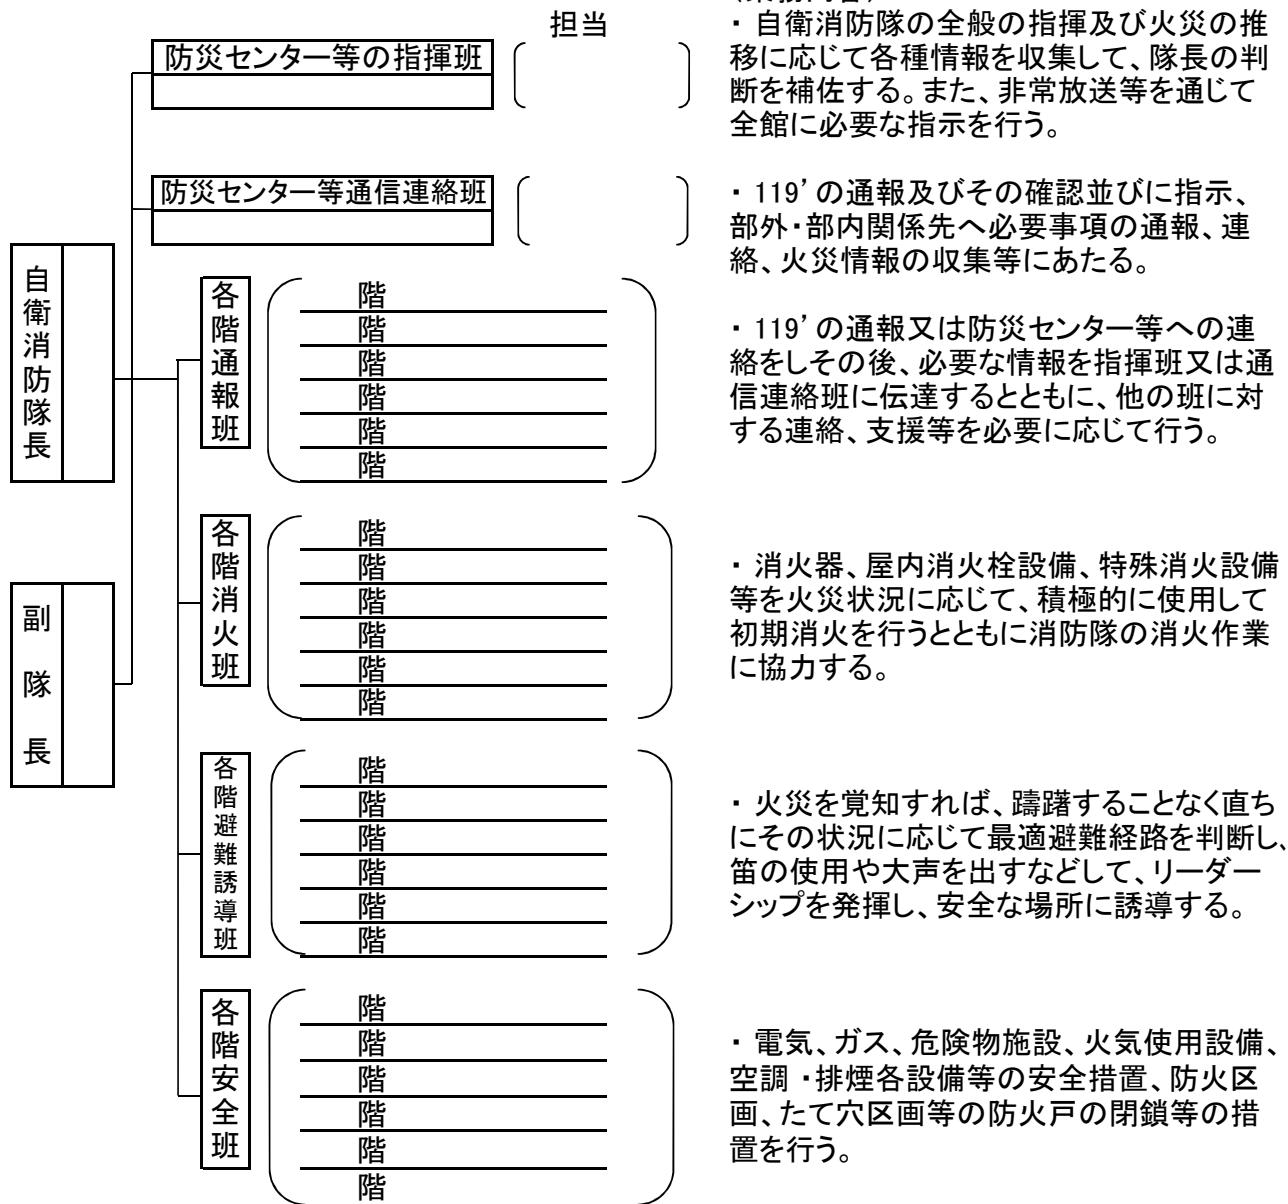 担当
防災センター等の指揮班
・ 自衛消防隊の全般の指揮及び火災の推
移に応じて各種情報を収集して、隊長の判
断を補佐する。また、非常放送等を通じて
全館に必要な指示を行う。
防災センター等通信連絡班
・ 119’の通報及びその確認並びに指示、
部外・部内関係先へ必要事項の通報、連
絡、火災情報の収集等にあたる。
自衛消防隊長
副隊長
各階通報班
階
階
階
階
階
階
・ 119’の通報又は防災センター等への連
絡をしその後、必要な情報を指揮班又は通
信連絡班に伝達するとともに、他の班に対
する連絡、支援等を必要に応じて行う。
各階消火班
階
階
階
階
階
階
・ 消火器、屋内消火栓設備、特殊消火設備
等を火災状況に応じて、積極的に使用して
初期消火を行うとともに消防隊の消火作業
に協力する。
各階避難誘導班
階
階
階
階
階
階
・ 火災を覚知すれば、躊躇することなく直ち
にその状況に応じて最適避難経路を判断し、
笛の使用や大声を出すなどして、リーダー
シップを発揮し、安全な場所に誘導する。
各階安全班
階
階
階
階
階
階
・ 電気、ガス、危険物施設、火気使用設備、
空調 ・排煙各設備等の安全措置、防火区
画、たて穴区画等の防火戸の閉鎖等の措
置を行う。